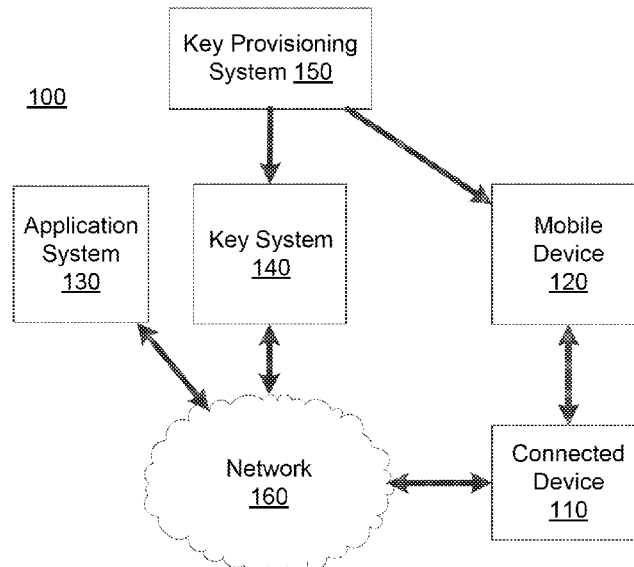 Key Provisioning
System 150
100
Application
System
130
Key System
140
Mobile
Device
120
Network
160
Connected
Device
110